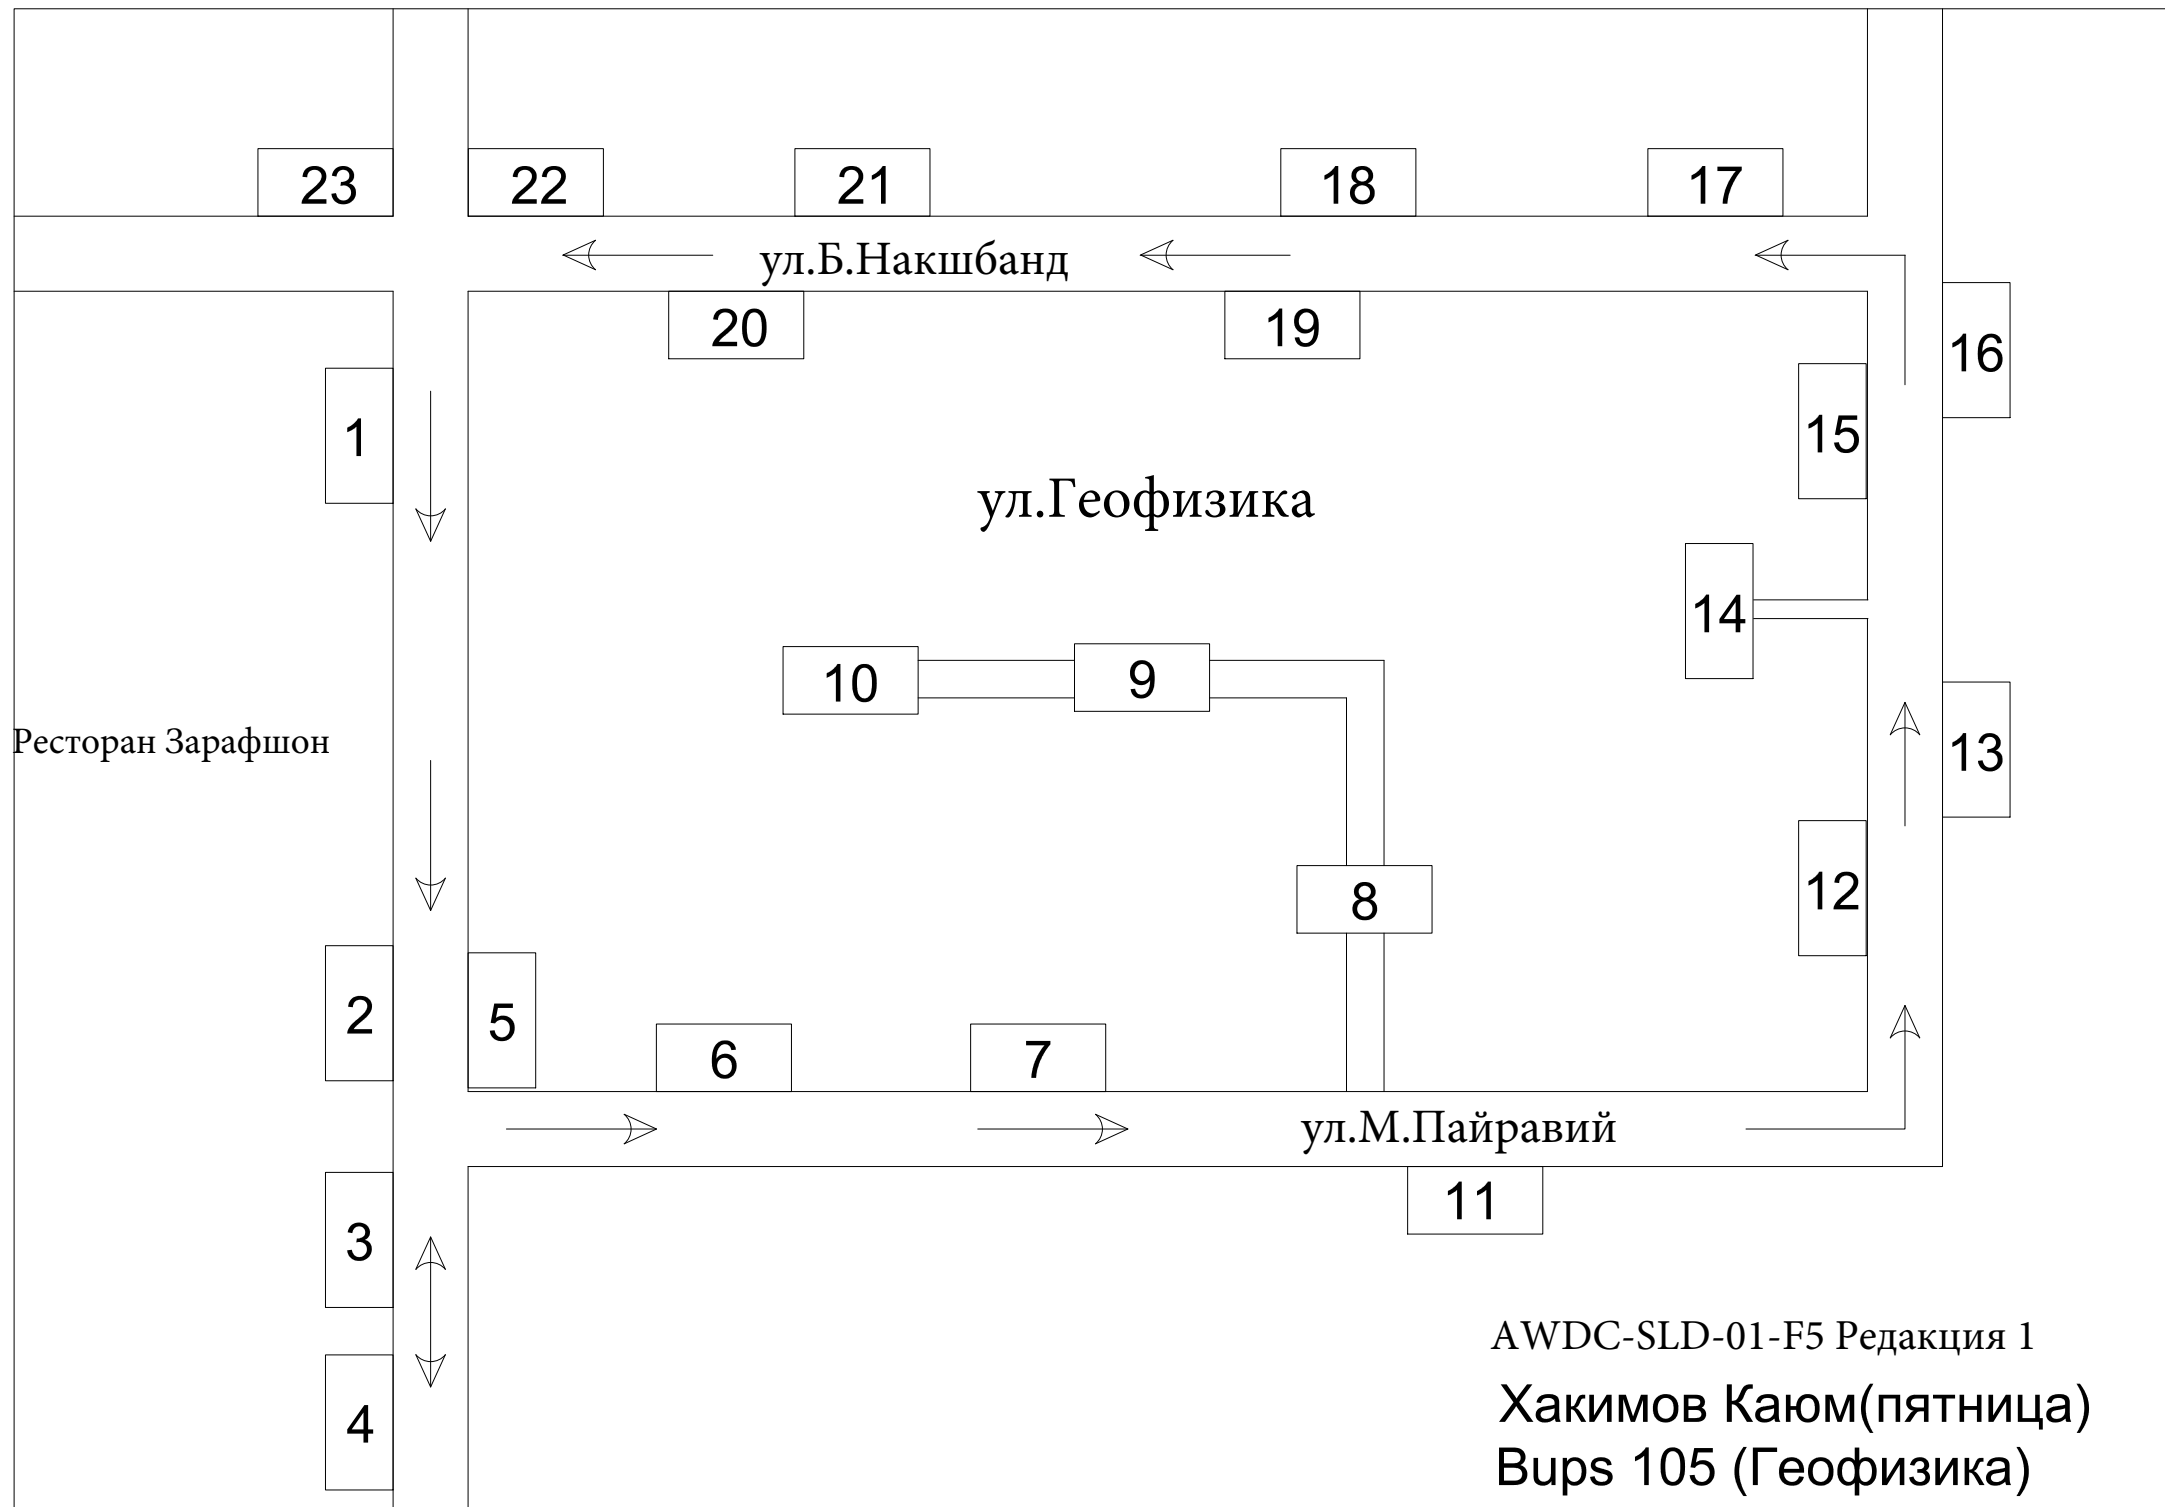 23 22 21 18 17
ул.Б.Накшбанд
20 19
16
1
15
ул.Геофизика
14
10 9
Ресторан Зарафшон
13
8
12
2
5
6 7
ул.М.Пайравий
11
3
AWDC-SLD-01-F5 Редакция 1
Хакимов Каюм(пятница)
4
Bups 105 (Геофизика)